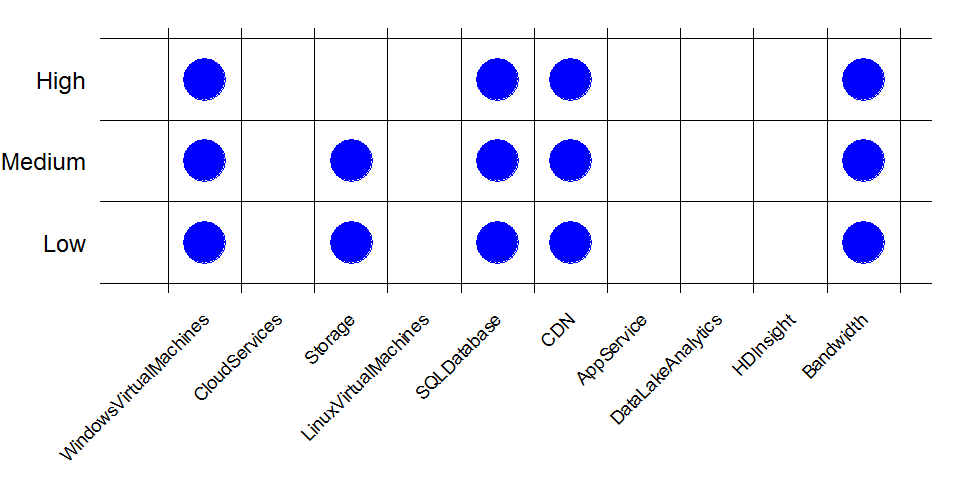 High
Medium
Low
WindowsVirtualMachines
CloudServices
Storage
LinuxVirtualMachines
SQLDatabase
CDN
AppService
DataLakeAnalytics
HDInsight
Bandwidth